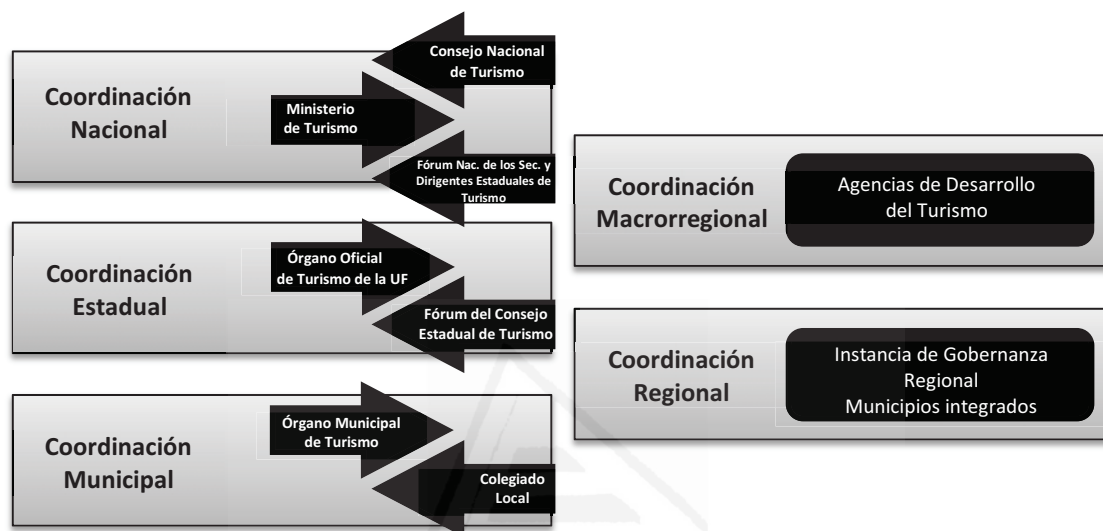 Coordinación
Nacional
Consejo Nacional
de Turismo
Ministerio
de Turismo
Fórum Nac. de los Sec. y
Dirigentes Estaduales de
Turismo
Coordinación
Estadual
Órgano Oficial
de Turismo de la UF
Fórum del Consejo
Estadual de Turismo
Coordinación
Municipal
Órgano Municipal
de Turismo
Colegiado
Local
Coordinación
Macrorregional
Agencias de Desarrollo
del Turismo
Coordinación
Regional
Instancia de Gobernanza
Regional
Municipios integrados